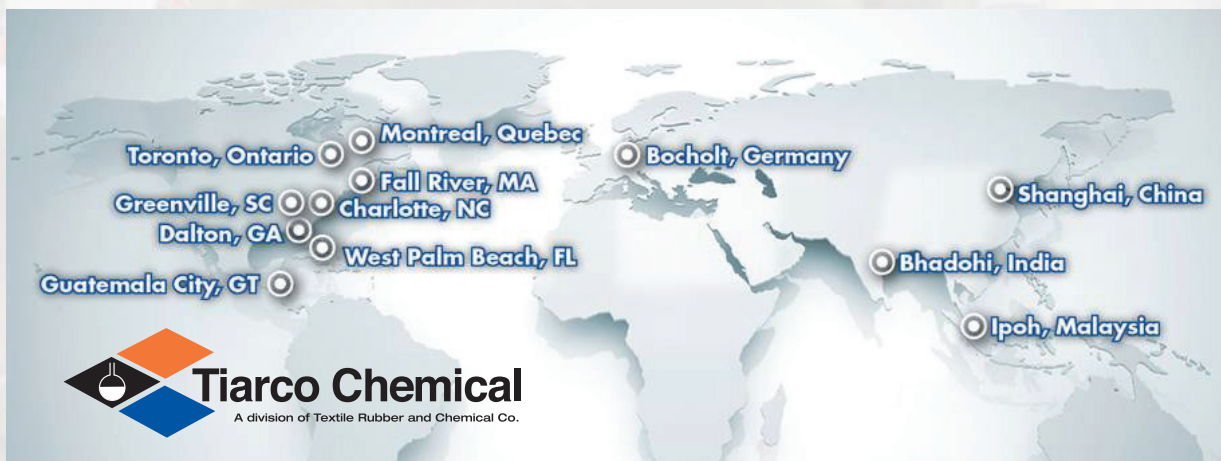 Montreal, Quebec
Toronto, Ontario
Bocholt, Germany
Fall River, MA
Shanghai, China
Greenville, SC
Charlotte, NC
Dalton, GA
West Palm Beach, FL
Bhadohi, India
Guatemala City, GT
Ipoh, Malaysia
Tiarco Chemical
A division of Textile Rubber and Chemical Co.